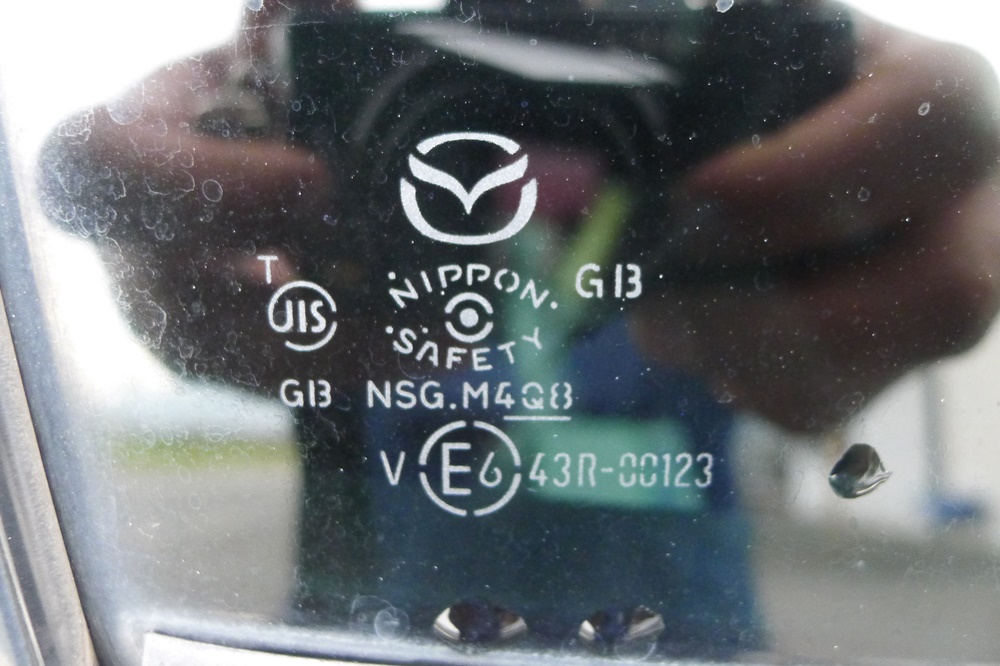 T
JIS
NIPPON
SAFETY
GB
GB NSG.M4Q8
V E6 43R-00123